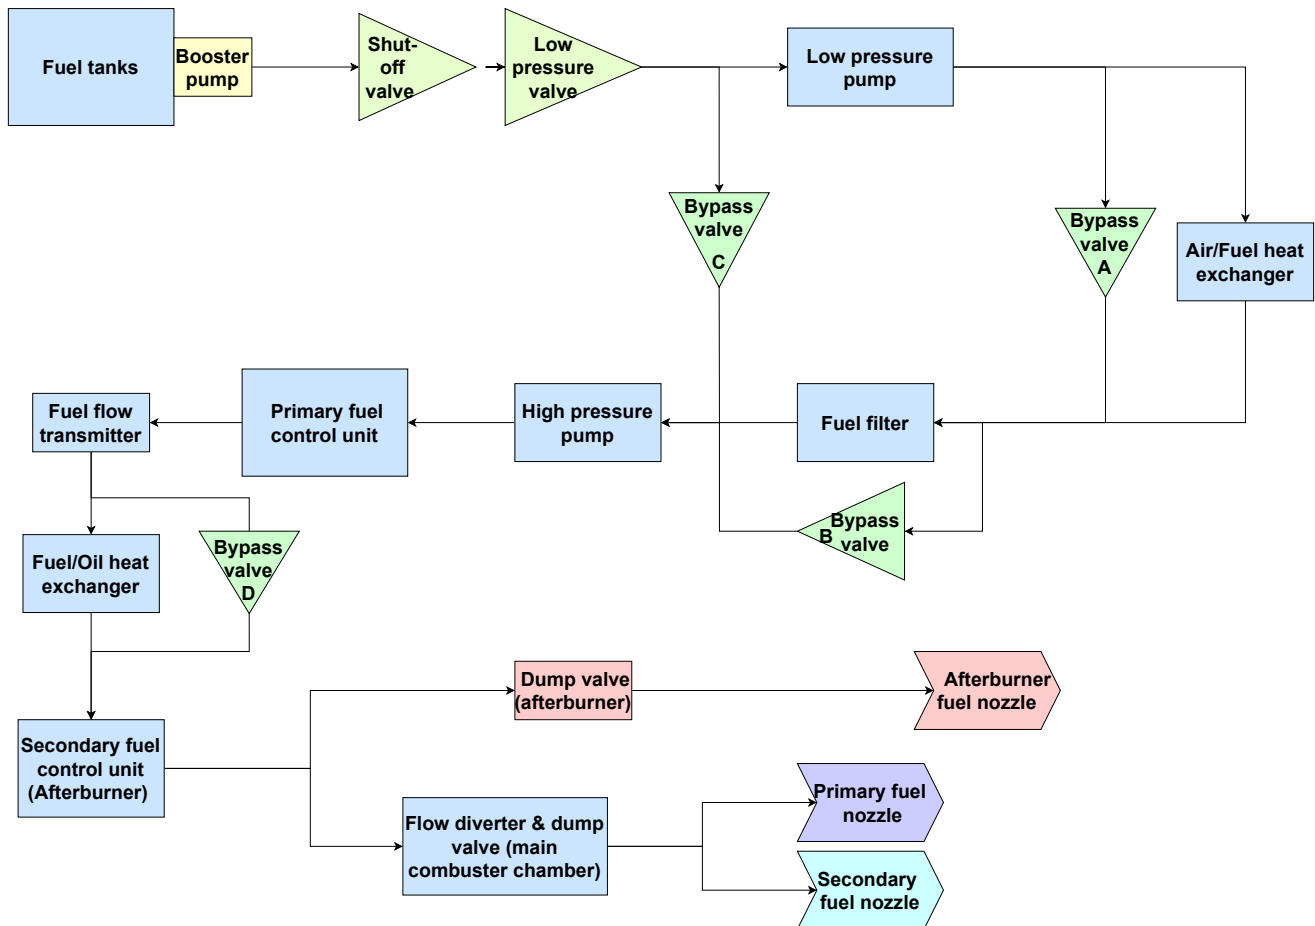 Fuel tanks
Booster
pump
Shut-
off
valve
Low
pressure
valve
Low pressure
pump
Bypass
valve
C
Bypass
valve
A
Air/Fuel heat
exchanger
Fuel flow
transmitter
Primary fuel
control unit
High pressure
pump
Fuel filter
Bypass
B valve
Fuel/Oil heat
exchanger
Bypass
valve
D
Dump valve
(afterburner)
Afterbrurner
fuel nozzle
Secondary fuel
control unit
(Afterburner)
Flow diverter & dump
valve (main
combuster chamber)
Primary fuel
nozzle
Secondary
fuel nozzle